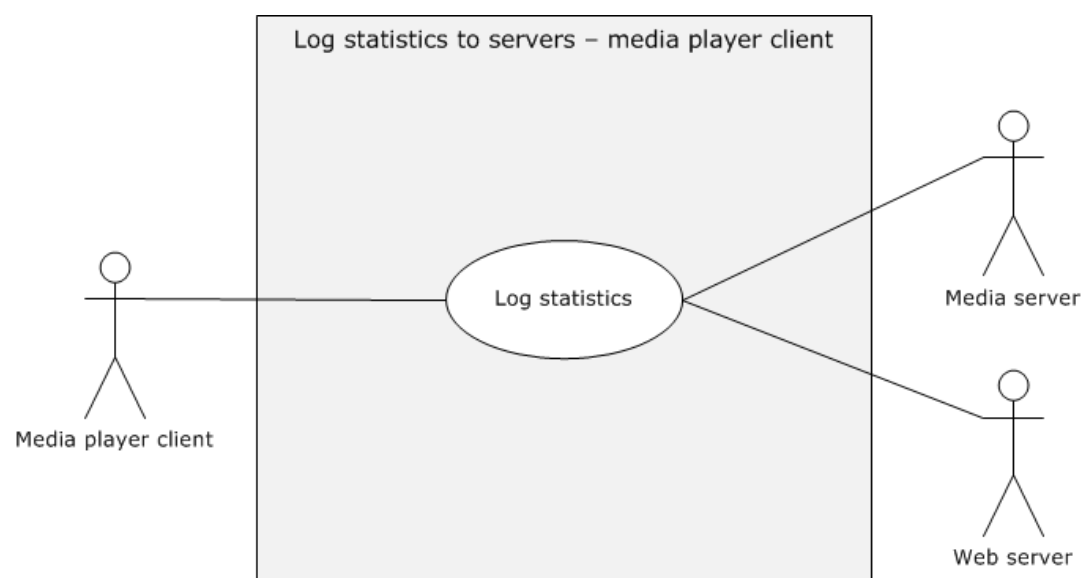 Log statistics to servers – media player client
Media player client
Log statistics
Media server
Web server